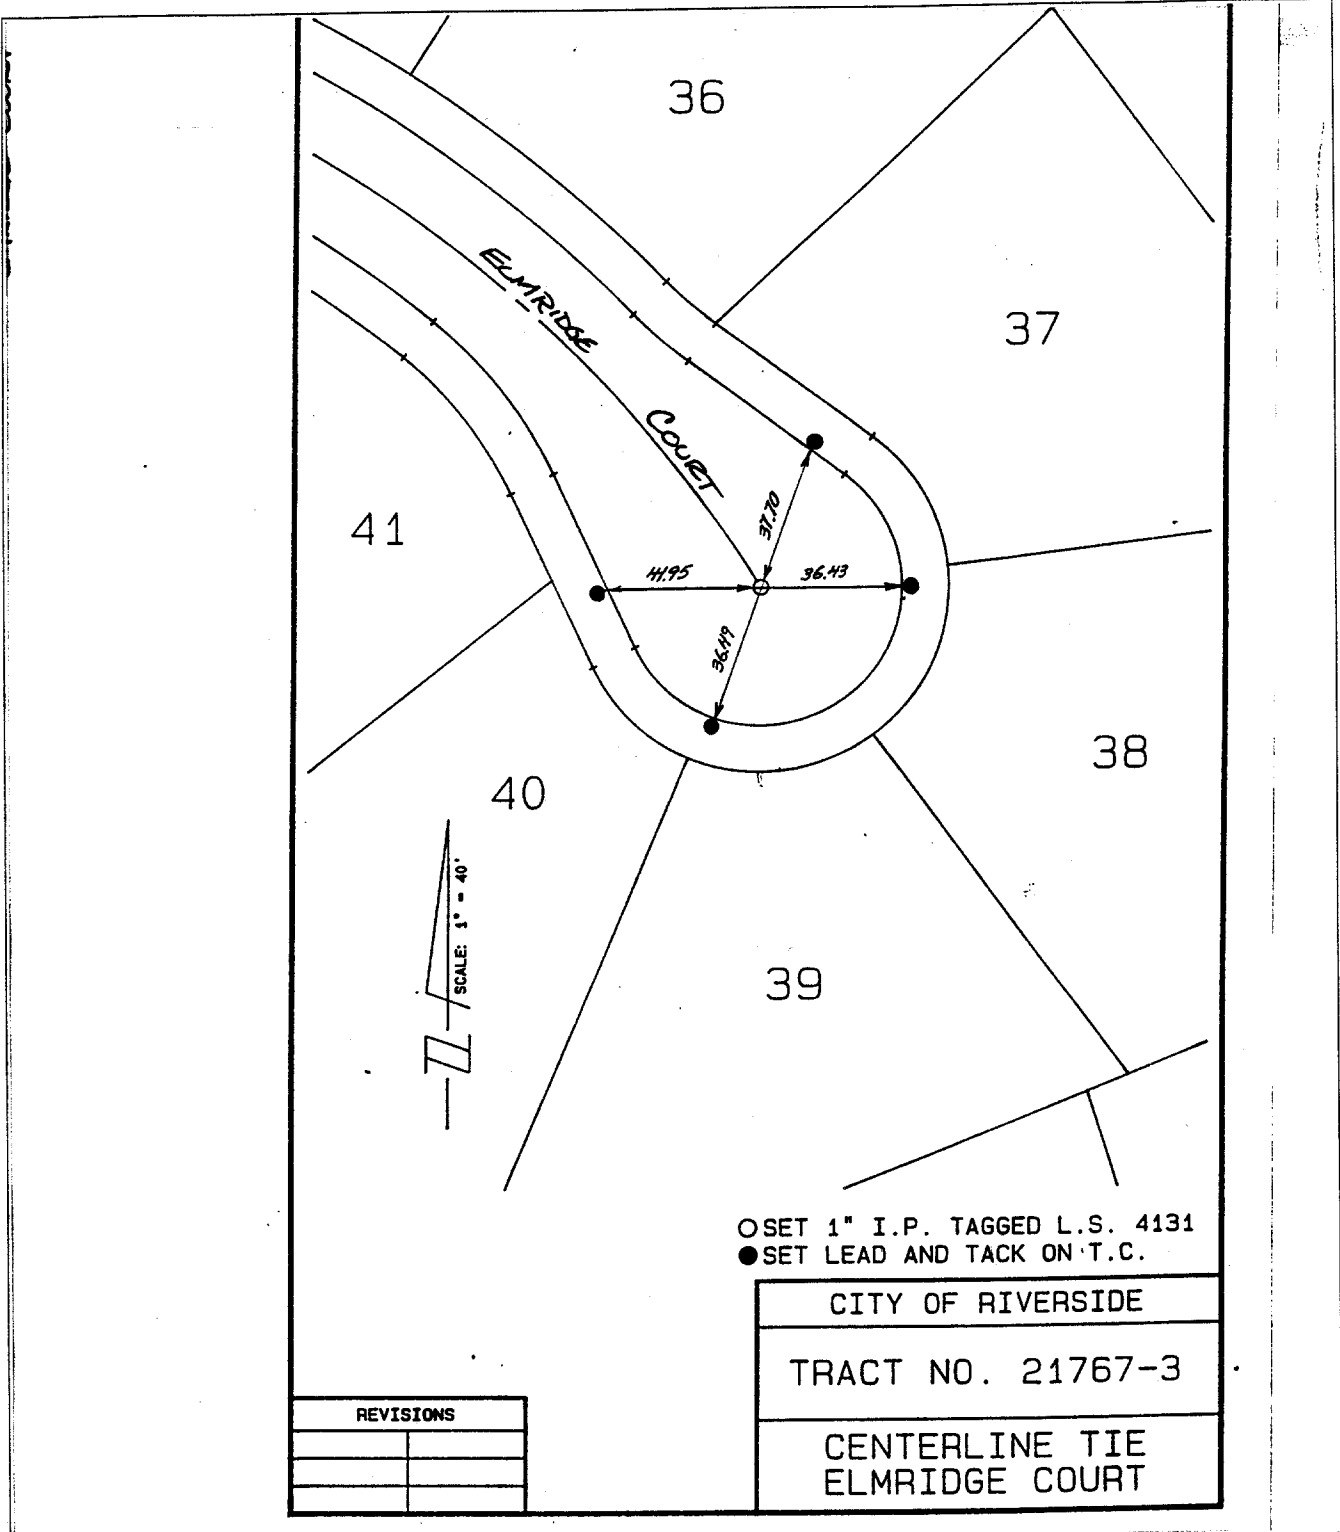 36
37
ELMRIDGE COURT
41
37.70
41.95
36.43
36.49
38
40
SCALE: 1" = 40'
39
N
SET 1" I.P. TAGGED L.S. 4131
SET LEAD AND TACK ON T.C.
CITY OF RIVERSIDE
TRACT NO. 21767-3
REVISIONS
CENTERLINE TIE
ELMRIDGE COURT